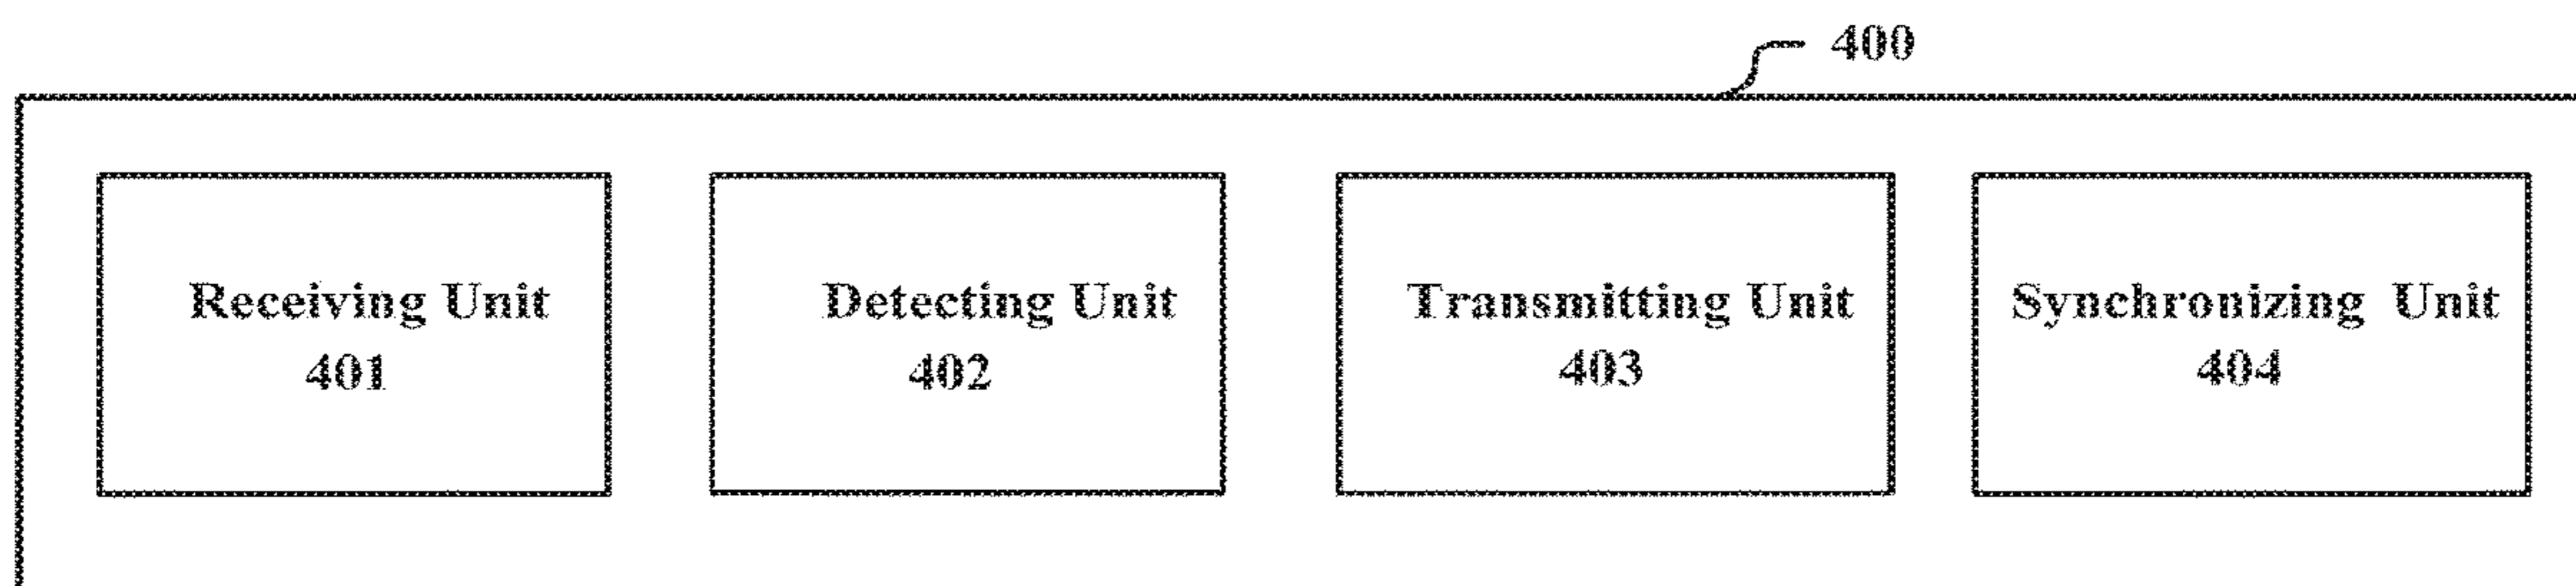 400
Receiving Unit
401
Detecting Unit
402
Transmitting Unit
403
Synchronizing Unit
404